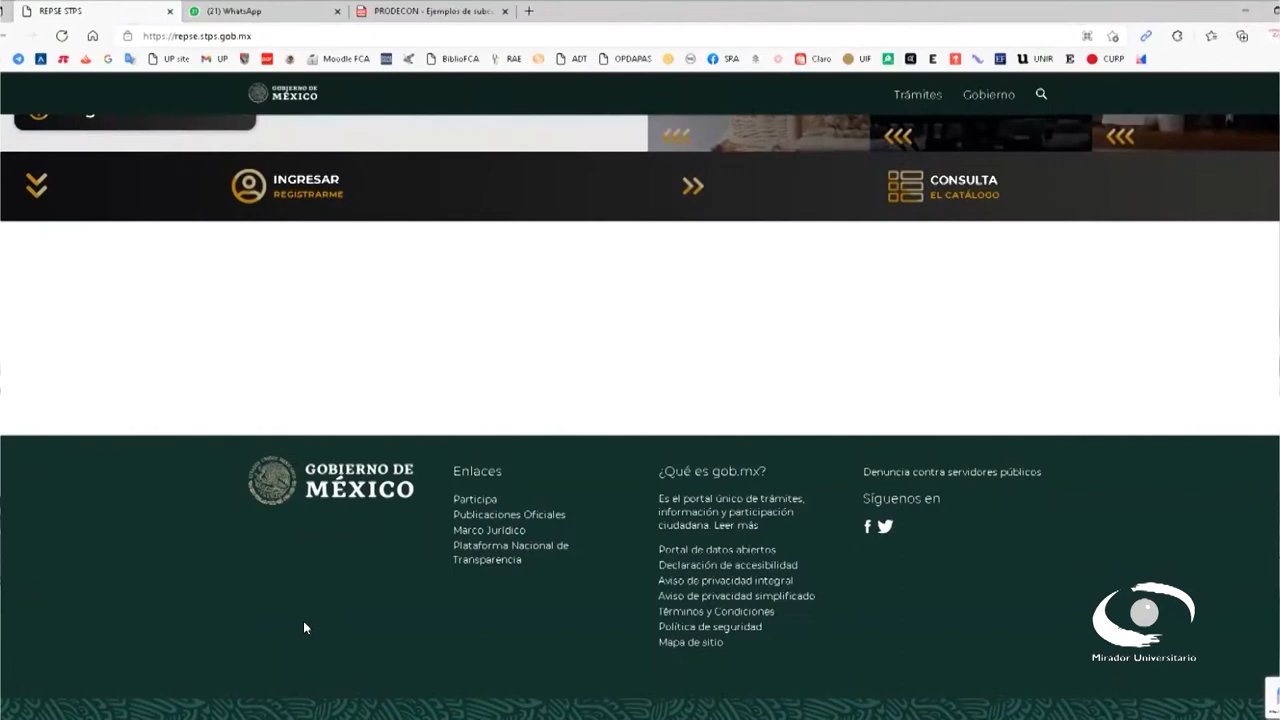 REPSE STPS
(21) WhatsApp
PRODECON - Ejemplos de subc
https://repse.stps.gob.mx
UP site
UP
Moodle FCA
BiblioFCA
RAE
ADT
OPDAPAS
SRA
Claro
UIF
UNIR
CURP
GOBIERNO DE
MÉXICO
Trámites
Gobierno
INGRESAR
REGISTRARME
CONSULTA
EL CATÁLOGO
GOBIERNO DE
MÉXICO
Enlaces
Participa
Publicaciones Oficiales
Marco Jurídico
Plataforma Nacional de
Transparencia
¿Qué es gob.mx?
Es el portal único de trámites,
información y participación
ciudadana. Leer más
Portal de datos abiertos
Declaración de accesibilidad
Aviso de privacidad integral
Aviso de privacidad simplificado
Términos y Condiciones
Política de seguridad
Mapa de sitio
Denuncia contra servidores públicos
Síguenos en
Mirador Universitario